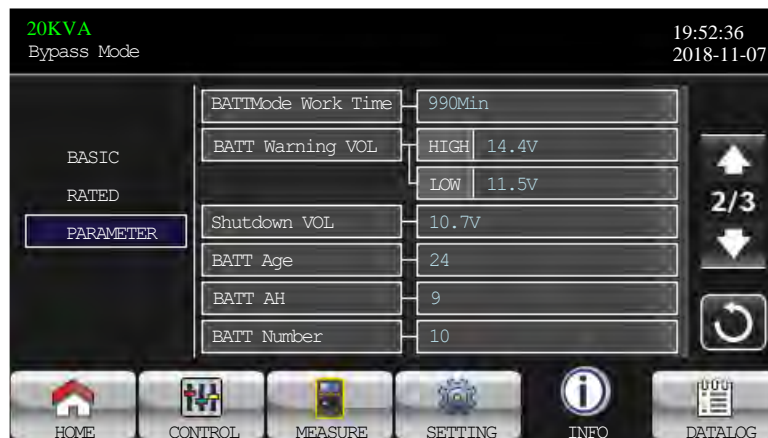 20KVA
Bypass Mode
19:52:36
2018-11-07
BASIC
RATED
PARAMETER
BATTMode Work Time 990Min
BATT Warning VOL HIGH 14.4V
LOW 11.5V
Shutdown VOL 10.7V
BATT Age 24
BATT AH 9
BATT Number 10
2/3
HOME CONTROL MEASURE SETTING INFO DATALOG